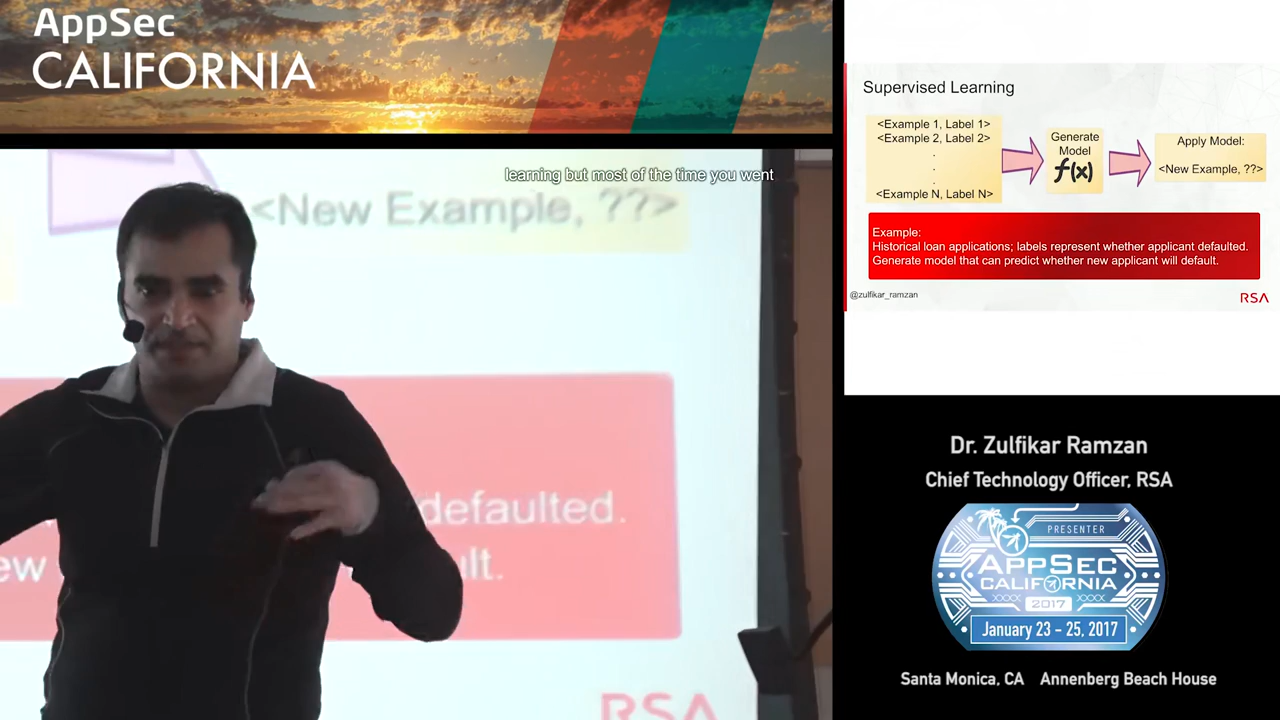 AppSec
CALIFORNIA
learning but most of the time you went
<New Example, ??>
defaulted.
RSA
Supervised Learning
<Example 1, Label 1>
<Example 2, Label 2>
.
.
.
<Example N, Label N>
Generate
Model
f(x)
Apply Model:
<New Example, ??>
Example:
Historical loan applications; labels represent whether applicant defaulted.
Generate model that can predict whether new applicant will default.
@zulfikar_ramzan
RSA
Dr. Zulfikar Ramzan
Chief Technology Officer, RSA
PRESENTER
APPSEC
CALIFORNIA
2017
January 23 - 25, 2017
Santa Monica, CA Annenberg Beach House